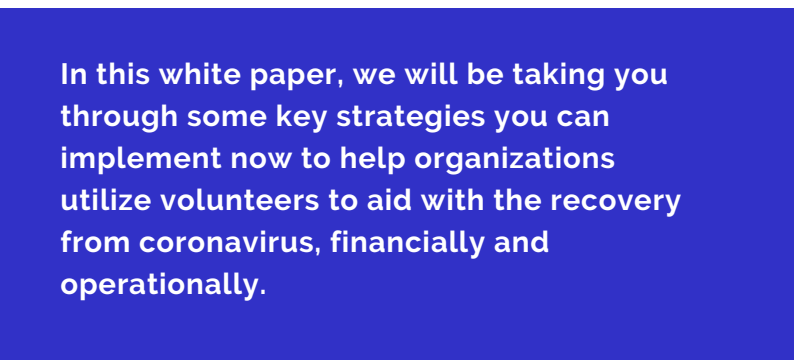 In this white paper, we will be taking you
through some key strategies you can
implement now to help organizations
utilize volunteers to aid with the recovery
from coronavirus, financially and
operationally.